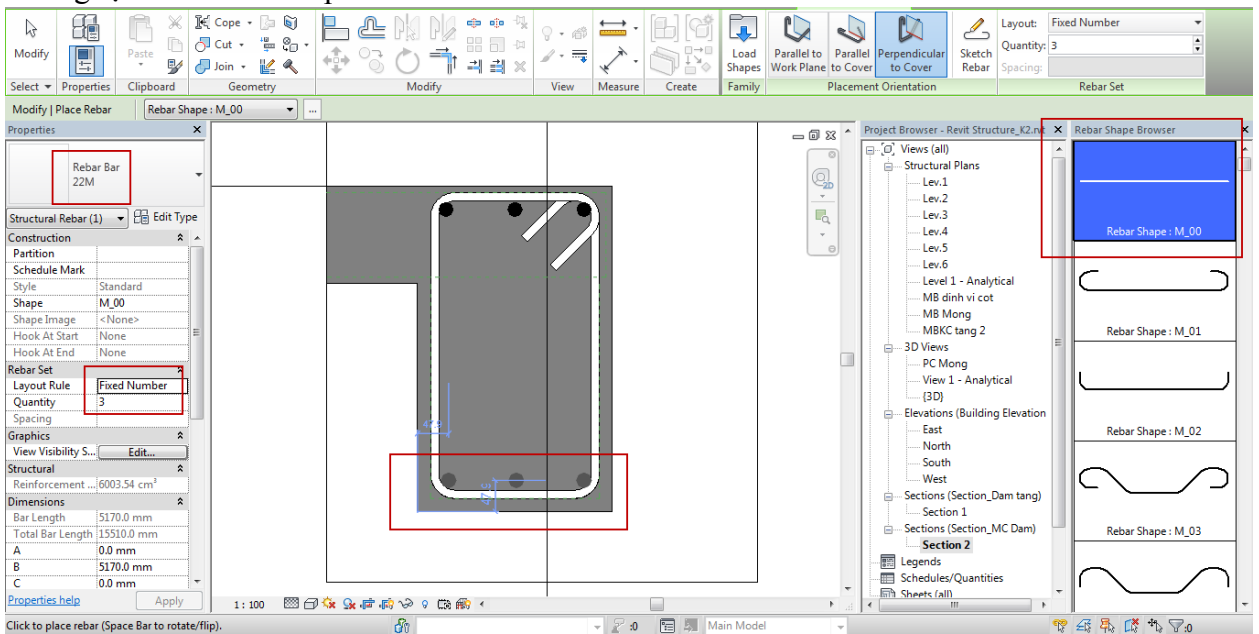 Modify
Paste
Cope
Cut
Join
Load Shapes
Parallel to Work Plane
Parallel to Cover
Perpendicular to Cover
Sketch Rebar
Layout: Fixed Number
Quantity: 3
Spacing:
Select Properties Clipboard Geometry Modify View Measure Create Family Placement Orientation Rebar Set
Modify | Place Rebar Rebar Shape : M_00 ...
Properties
Rebar Bar
22M
Structural Rebar (1) Edit Type
Construction
Partition
Schedule Mark
Style Standard
Shape M_00
Shape Image <None>
Hook At Start None
Hook At End None
Rebar Set
Layout Rule Fixed Number
Quantity 3
Spacing
Graphics
View Visibility S... Edit...
Structural
Reinforcement ... 6003.54 cm³
Dimensions
Bar Length 5170.0 mm
Total Bar Length 15510.0 mm
A 0.0 mm
B 5170.0 mm
C 0.0 mm
Properties help Apply
2D
1 : 100
Project Browser - Revit Structure_K2.rvt
Views (all)
Structural Plans
Lev.1
Lev.2
Lev.3
Lev.4
Lev.5
Lev.6
Level 1 - Analytical
MB dinh vi cot
MB Mong
MBKC tang 2
3D Views
PC Mong
View 1 - Analytical
{3D}
Elevations (Building Elevation
East
North
South
West
Sections (Section_Dam tang)
Section 1
Sections (Section_MC Dam)
Section 2
Legends
Schedules/Quantities
Sheets (all)
Rebar Shape Browser
Rebar Shape : M_00
Rebar Shape : M_01
Rebar Shape : M_02
Rebar Shape : M_03
Click to place rebar (Space Bar to rotate/flip).
:0
Main Model
:0